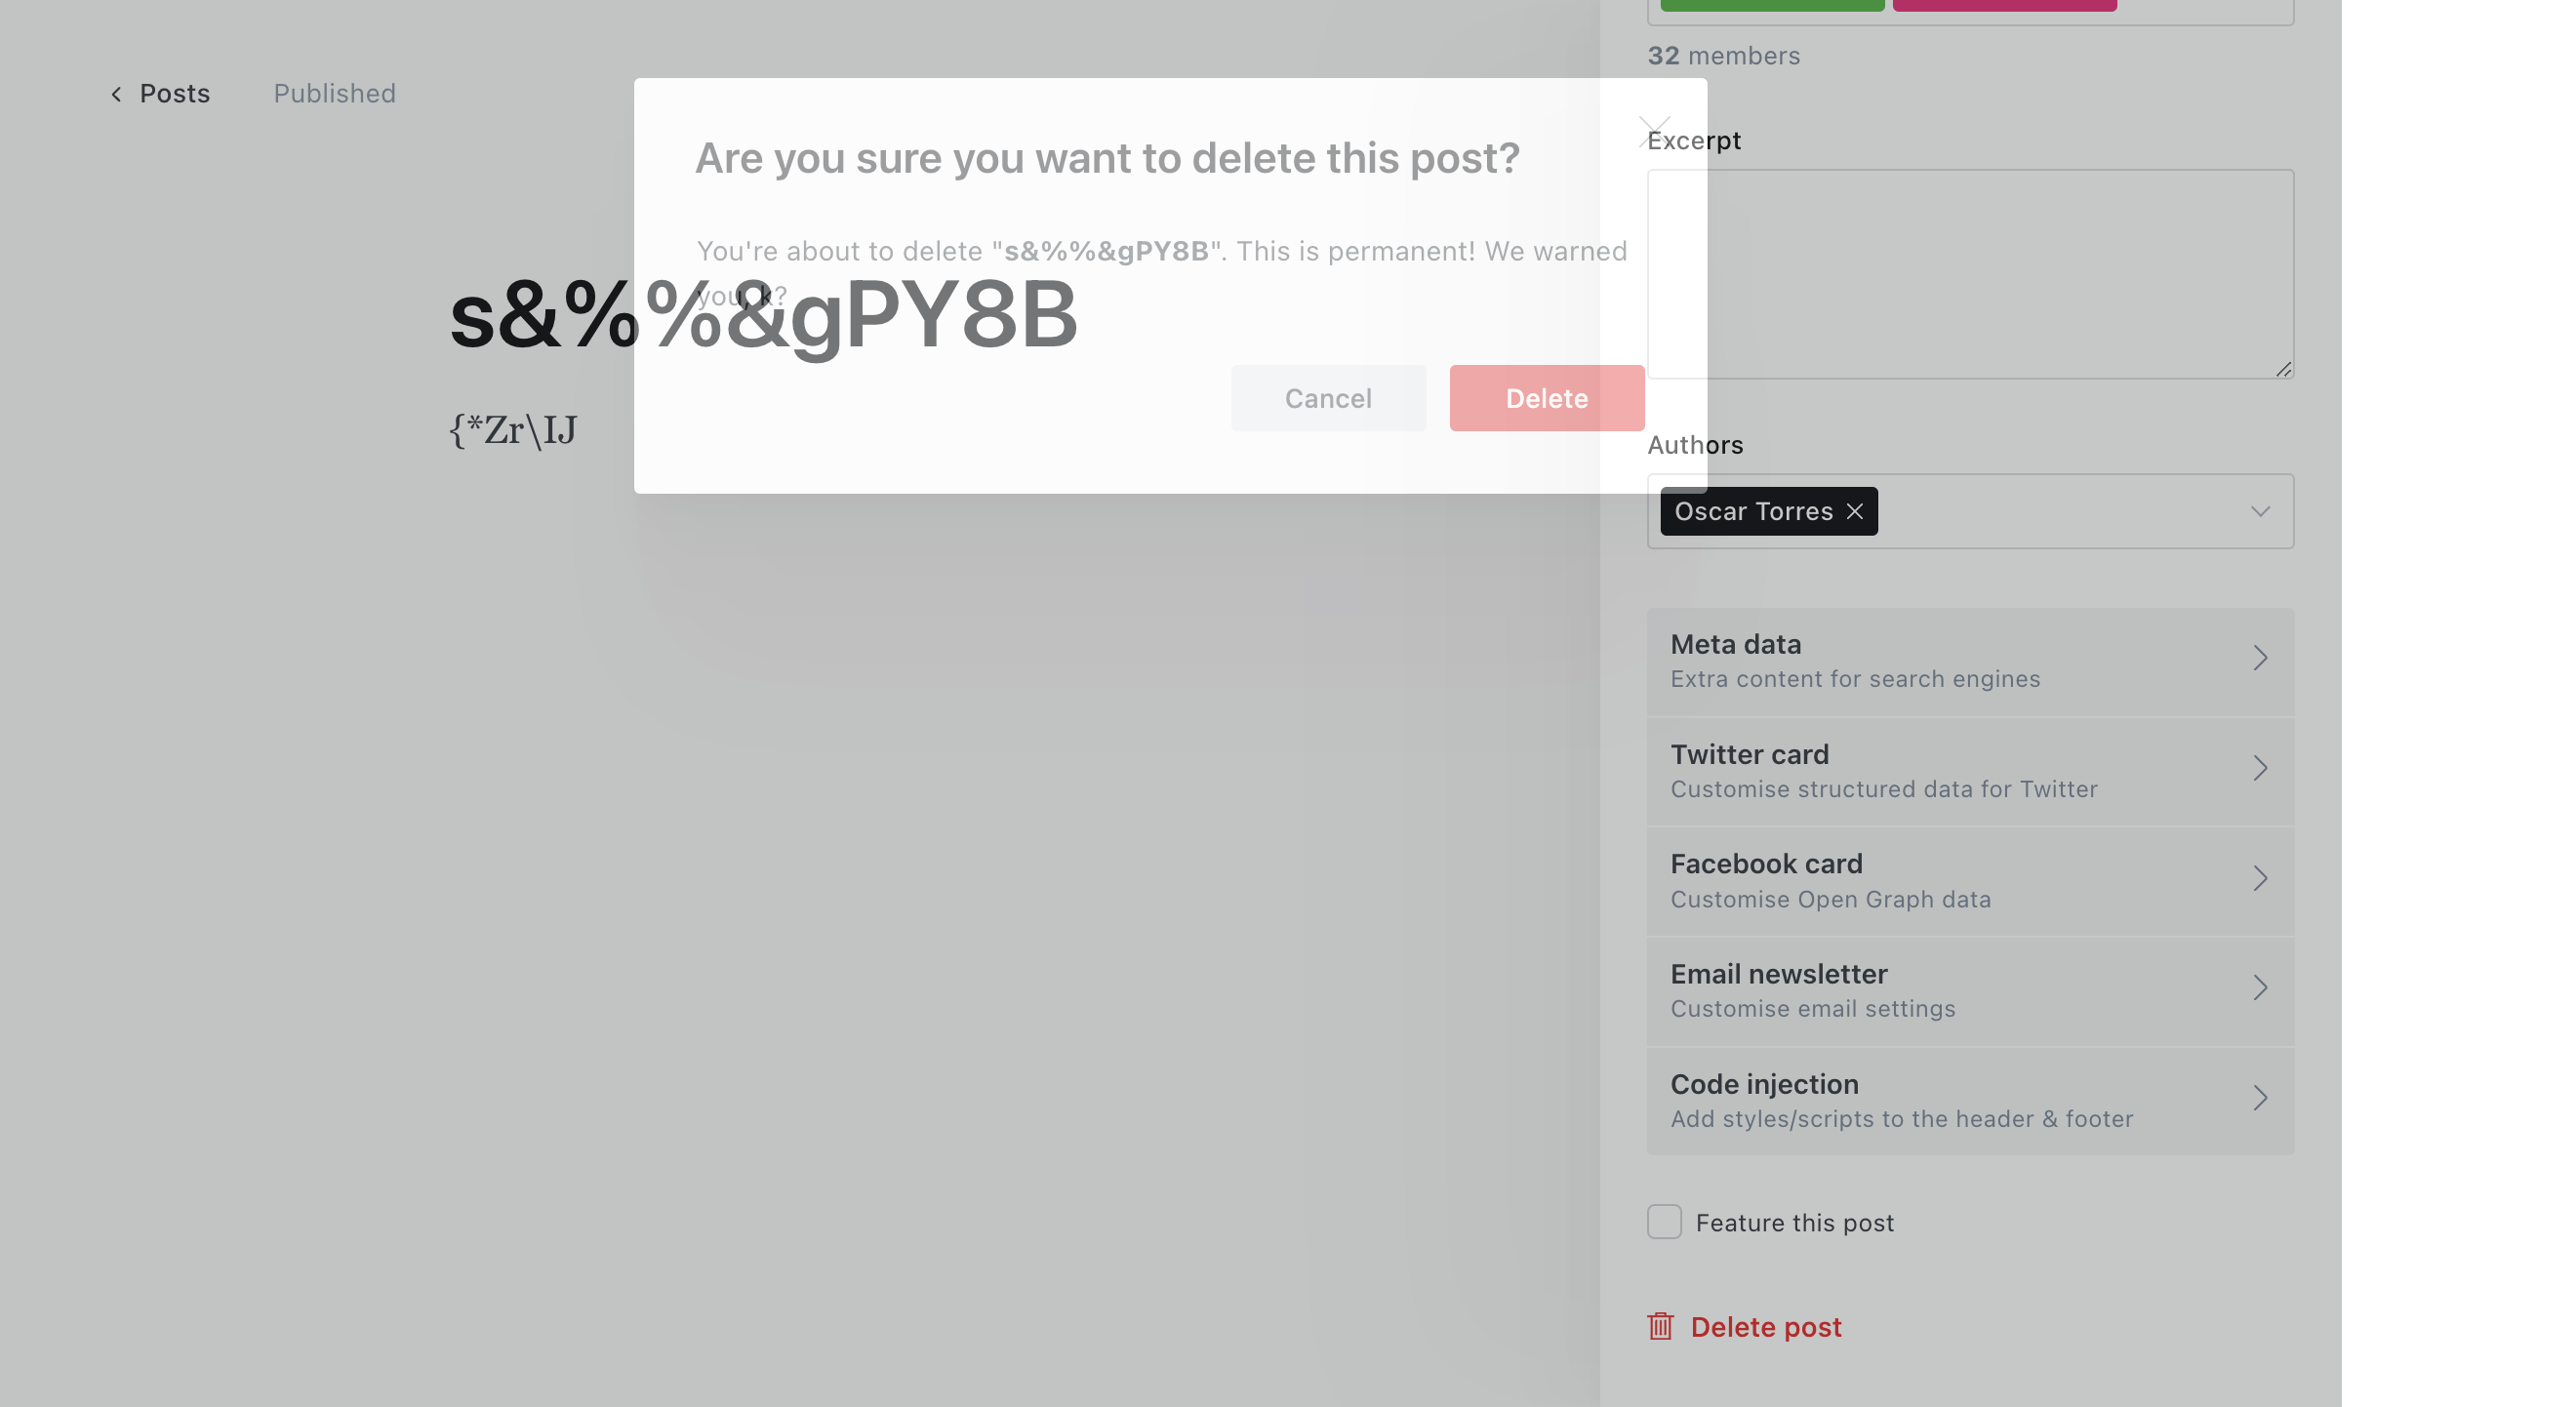 Posts
Published
Are you sure you want to delete this post?
You're about to delete "s&%%&gPY8B". This is permanent! We warned
you, k?
s&%%&gPY8B
{*Zr\IJ
Cancel
Delete
32 members
Excerpt
Authors
Oscar Torres
Meta data
Extra content for search engines
Twitter card
Customise structured data for Twitter
Facebook card
Customise Open Graph data
Email newsletter
Customise email settings
Code injection
Add styles/scripts to the header & footer
Feature this post
Delete post